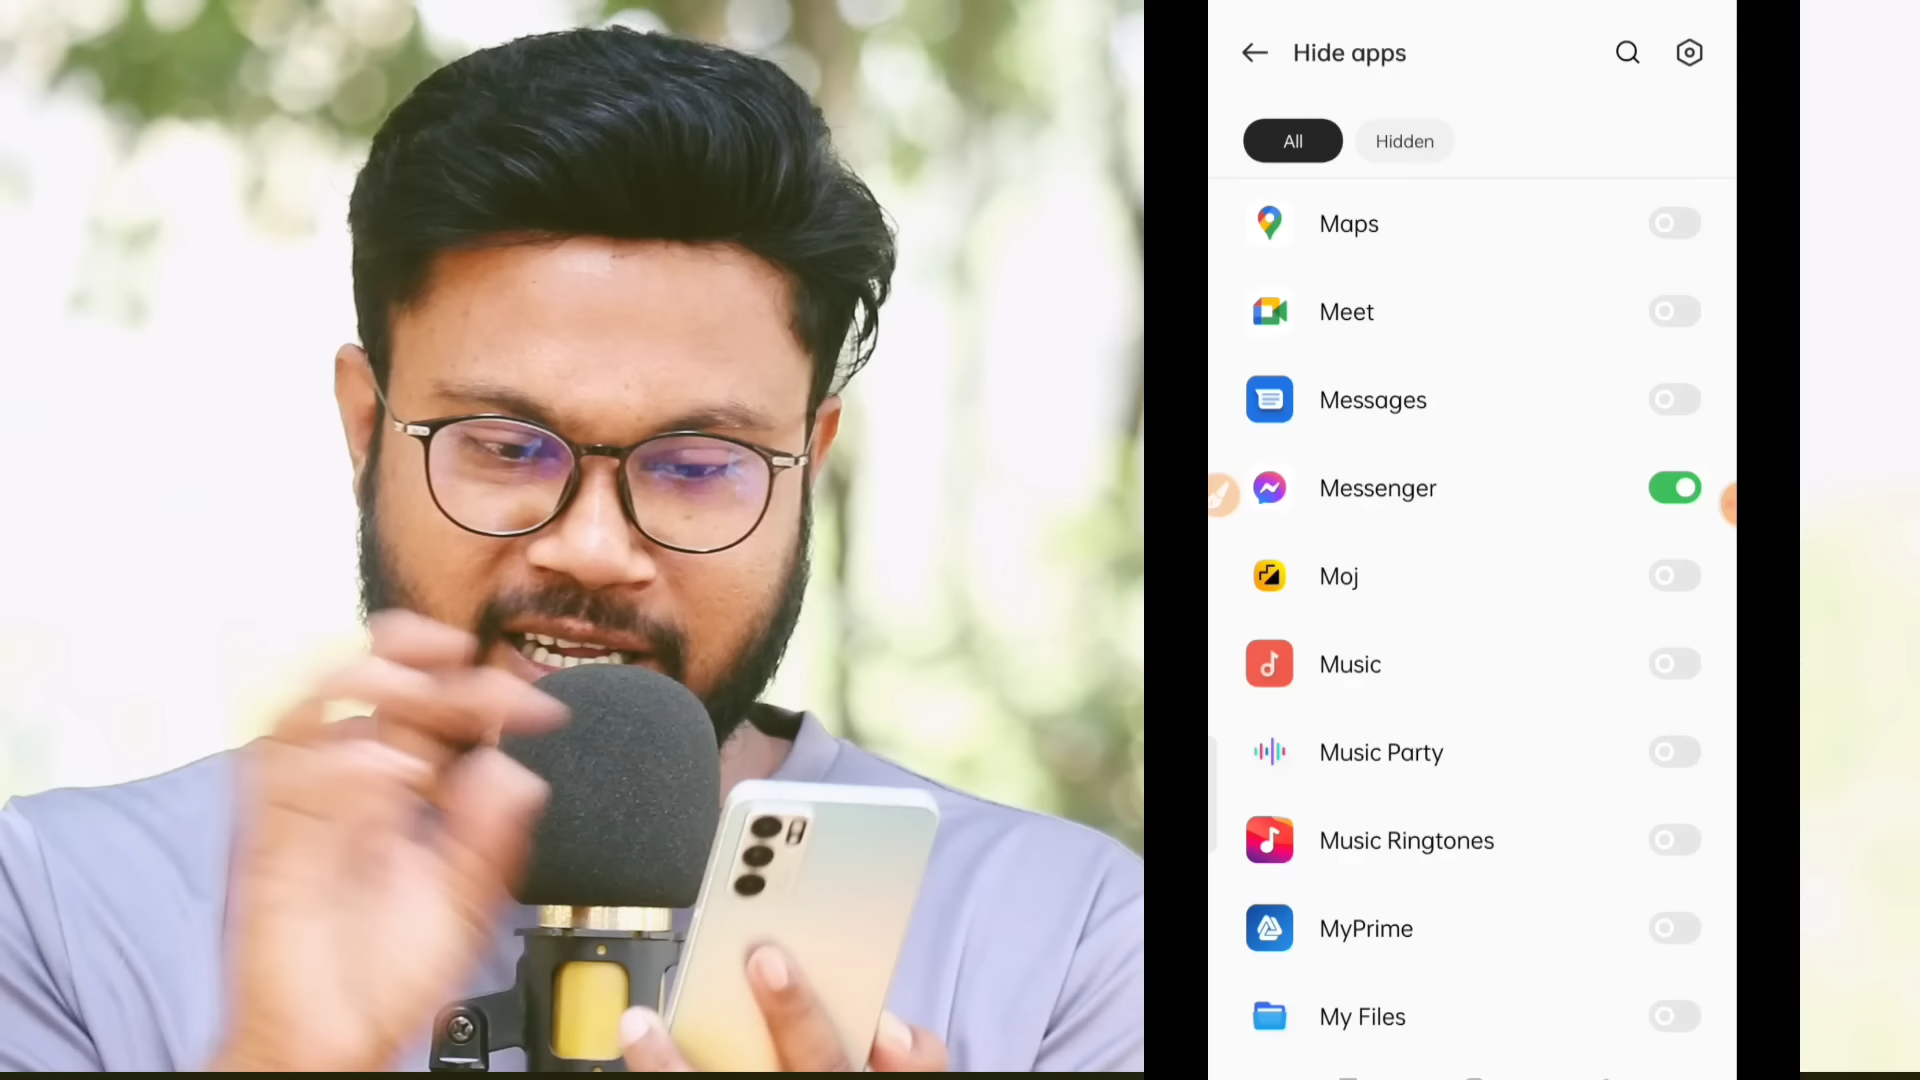 Hide apps
All
Hidden
Maps
Meet
Messages
Messenger
Moj
Music
Music Party
Music Ringtones
MyPrime
My Files